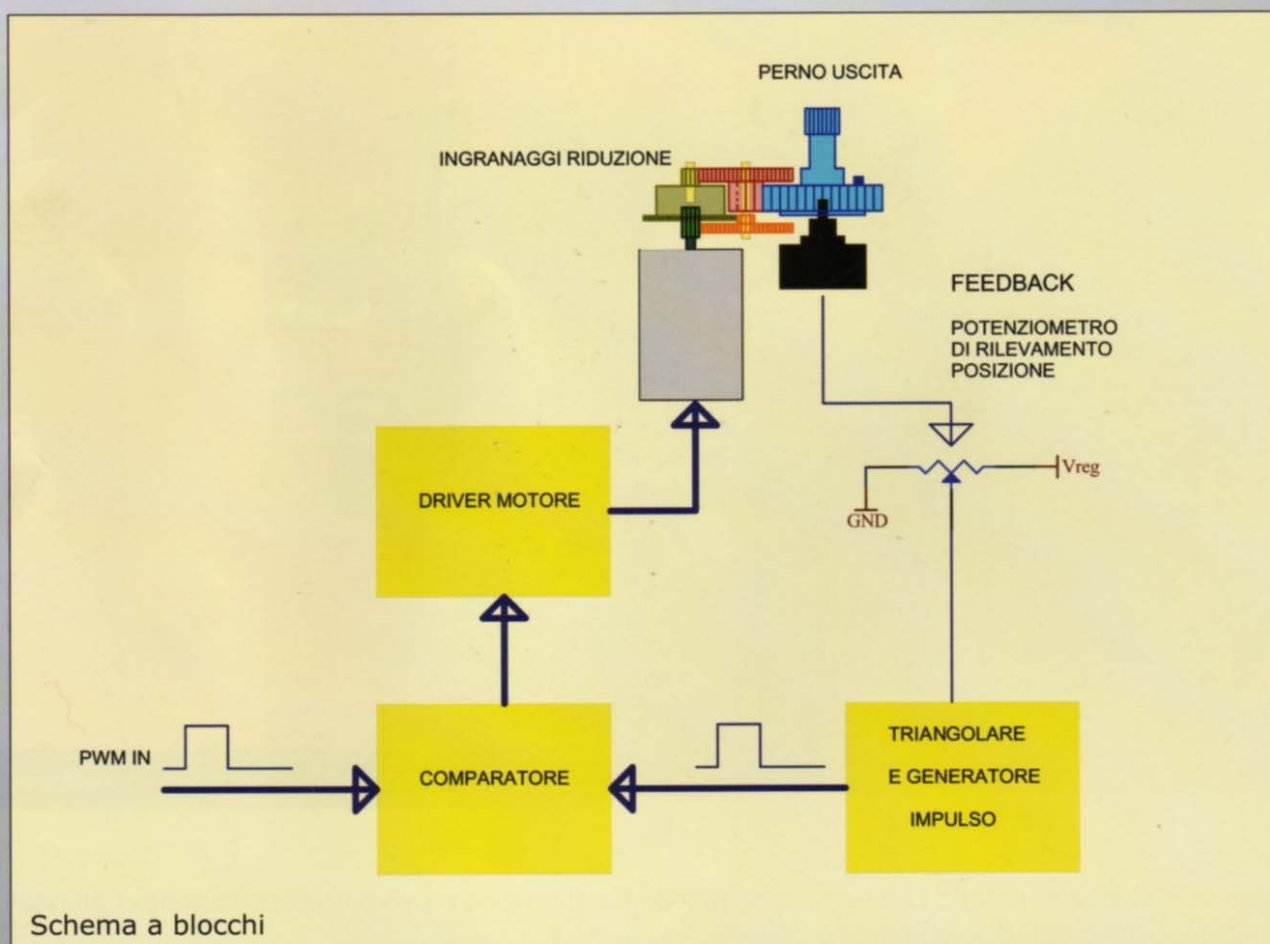 PERNO USCITA
INGRANAGGI RIDUZIONE
FEEDBACK
POTENZIOMETRO
DI RILEVAMENTO
POSIZIONE
Vreg
GND
DRIVER MOTORE
PWM IN
COMPARATORE
TRIANGOLARE
E GENERATORE
IMPULSO
Schema a blocchi